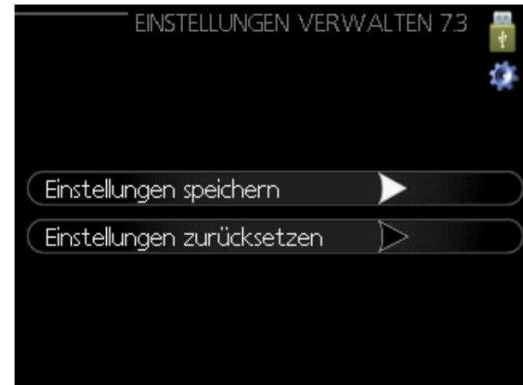 EINSTELLUNGEN VERWALTEN 7.3
Einstellungen speichern
Einstellungen zurücksetzen